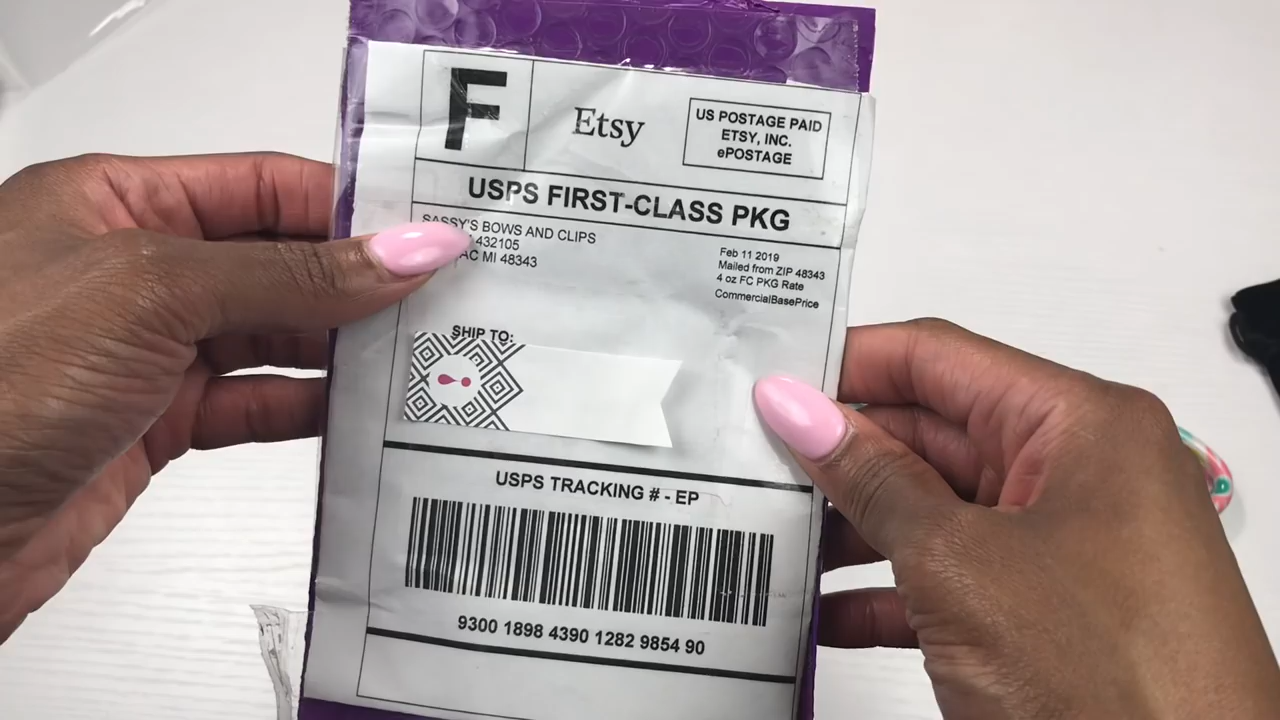 F
Etsy
US POSTAGE PAID
ETSY, INC.
ePOSTAGE
USPS FIRST-CLASS PKG
SASSY'S BOWS AND CLIPS
432105
AC MI 48343
Feb 11 2019
Mailed from ZIP 48343
4 oz FC PKG Rate
CommercialBasePrice
SHIP TO:
USPS TRACKING # - EP
9300 1898 4390 1282 9854 90